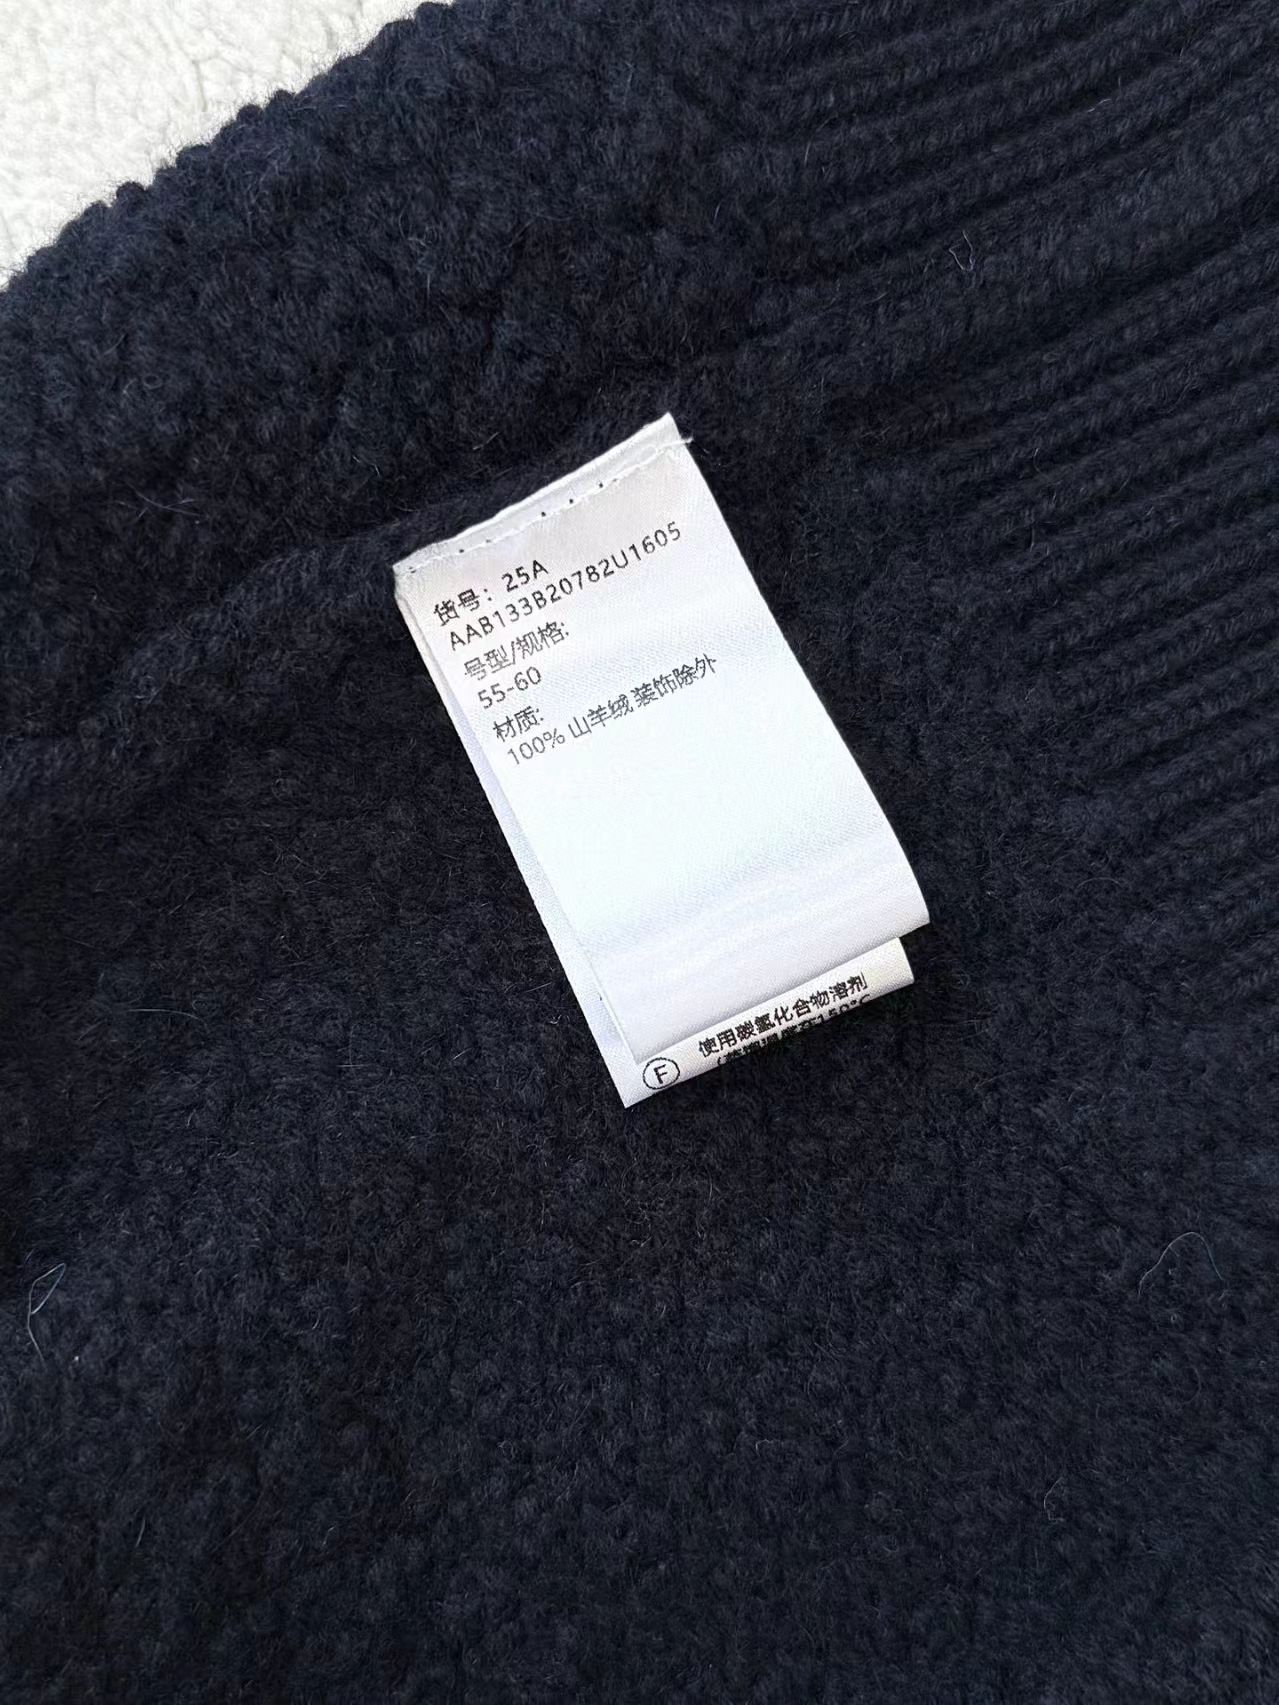 货号: 25A
AAB133B20782U1605
号型/规格:
55-60
材质:
100% 山羊绒 装饰除外
使用碳氢化合物溶剂
F